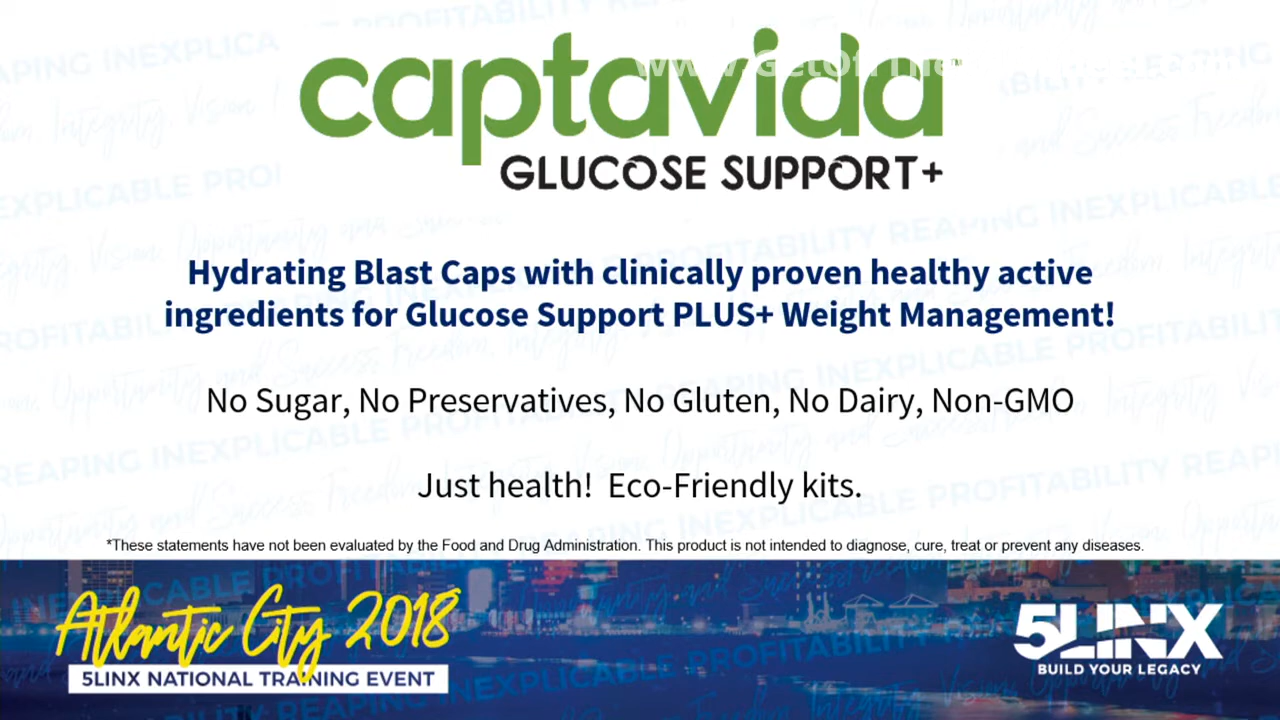 captavida™
GLUCOSE SUPPORT+
Hydrating Blast Caps with clinically proven healthy active
ingredients for Glucose Support PLUS+ Weight Management!
No Sugar, No Preservatives, No Gluten, No Dairy, Non-GMO
Just health! Eco-Friendly kits.
*These statements have not been evaluated by the Food and Drug Administration. This product is not intended to diagnose, cure, treat or prevent any diseases.
Atlantic City 2018
5LINX NATIONAL TRAINING EVENT
5LINX
BUILD YOUR LEGACY